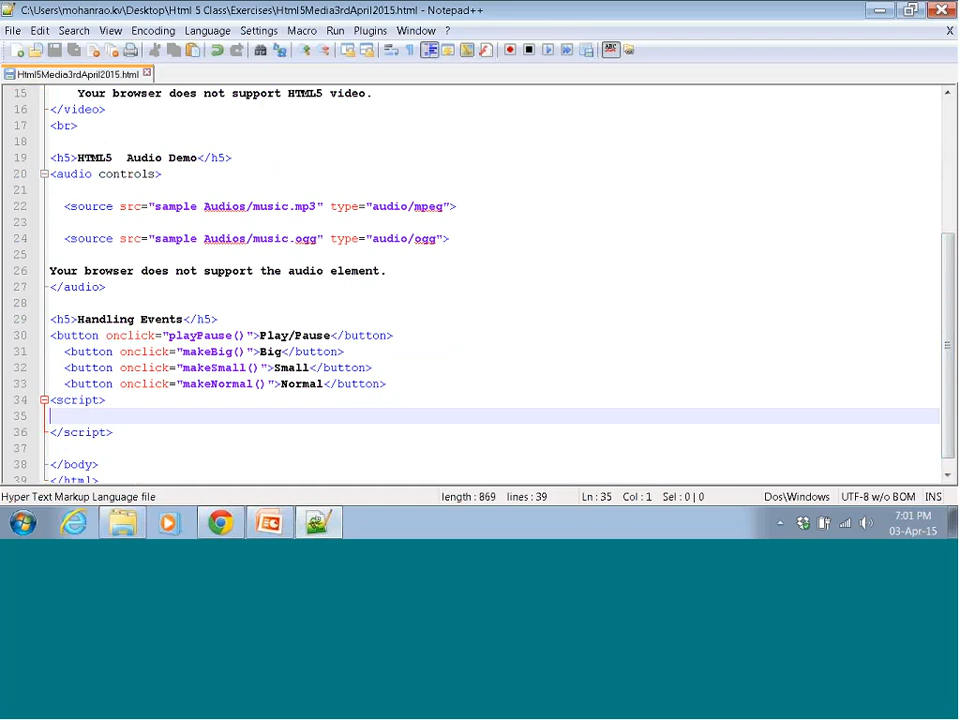 C:\Users\mohanrao.kv\Desktop\Html 5 Class\Exercises\Html5Media3rdApril2015.html - Notepad++
File Edit Search View Encoding Language Settings Macro Run Plugins Window ? X
ABC
Html5Media3rdApril2015.html
15 Your browser does not support HTML5 video.
16 </video>
17 <br>
18
19 <h5>HTML5  Audio Demo</h5>
20 <audio controls>
21
22 <source src="sample Audios/music.mp3" type="audio/mpeg">
23
24 <source src="sample Audios/music.ogg" type="audio/ogg">
25
26 Your browser does not support the audio element.
27 </audio>
28
29 <h5>Handling Events</h5>
30 <button onclick="playPause()">Play/Pause</button>
31 <button onclick="makeBig()">Big</button>
32 <button onclick="makeSmall()">Small</button>
33 <button onclick="makeNormal()">Normal</button>
34 <script>
35
36 </script>
37
38 </body>
39 </html>
Hyper Text Markup Language file length : 869 lines : 39 Ln : 35 Col : 1 Sel : 0 | 0 Dos\Windows UTF-8 w/o BOM INS
7:01 PM
03-Apr-15